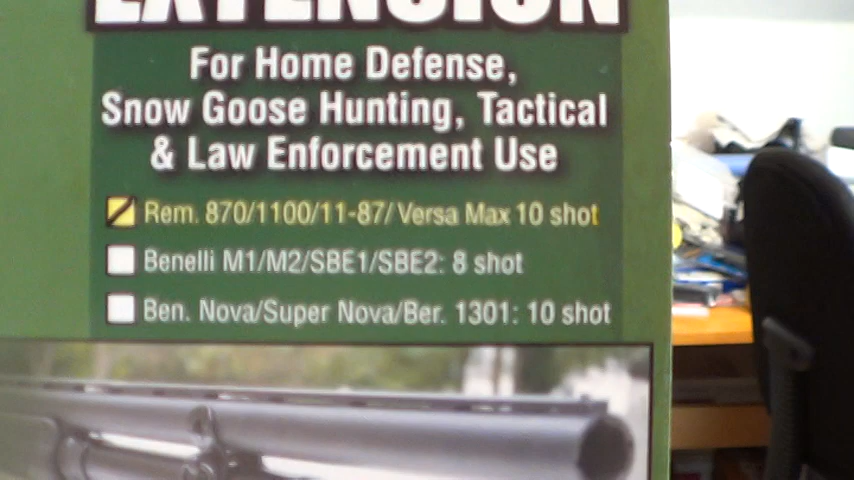 EXTENSION
For Home Defense,
Snow Goose Hunting, Tactical
& Law Enforcement Use
Rem. 870/1100/11-87/ Versa Max 10 shot
Benelli M1/M2/SBE1/SBE2: 8 shot
Ben. Nova/Super Nova/Ber. 1301: 10 shot